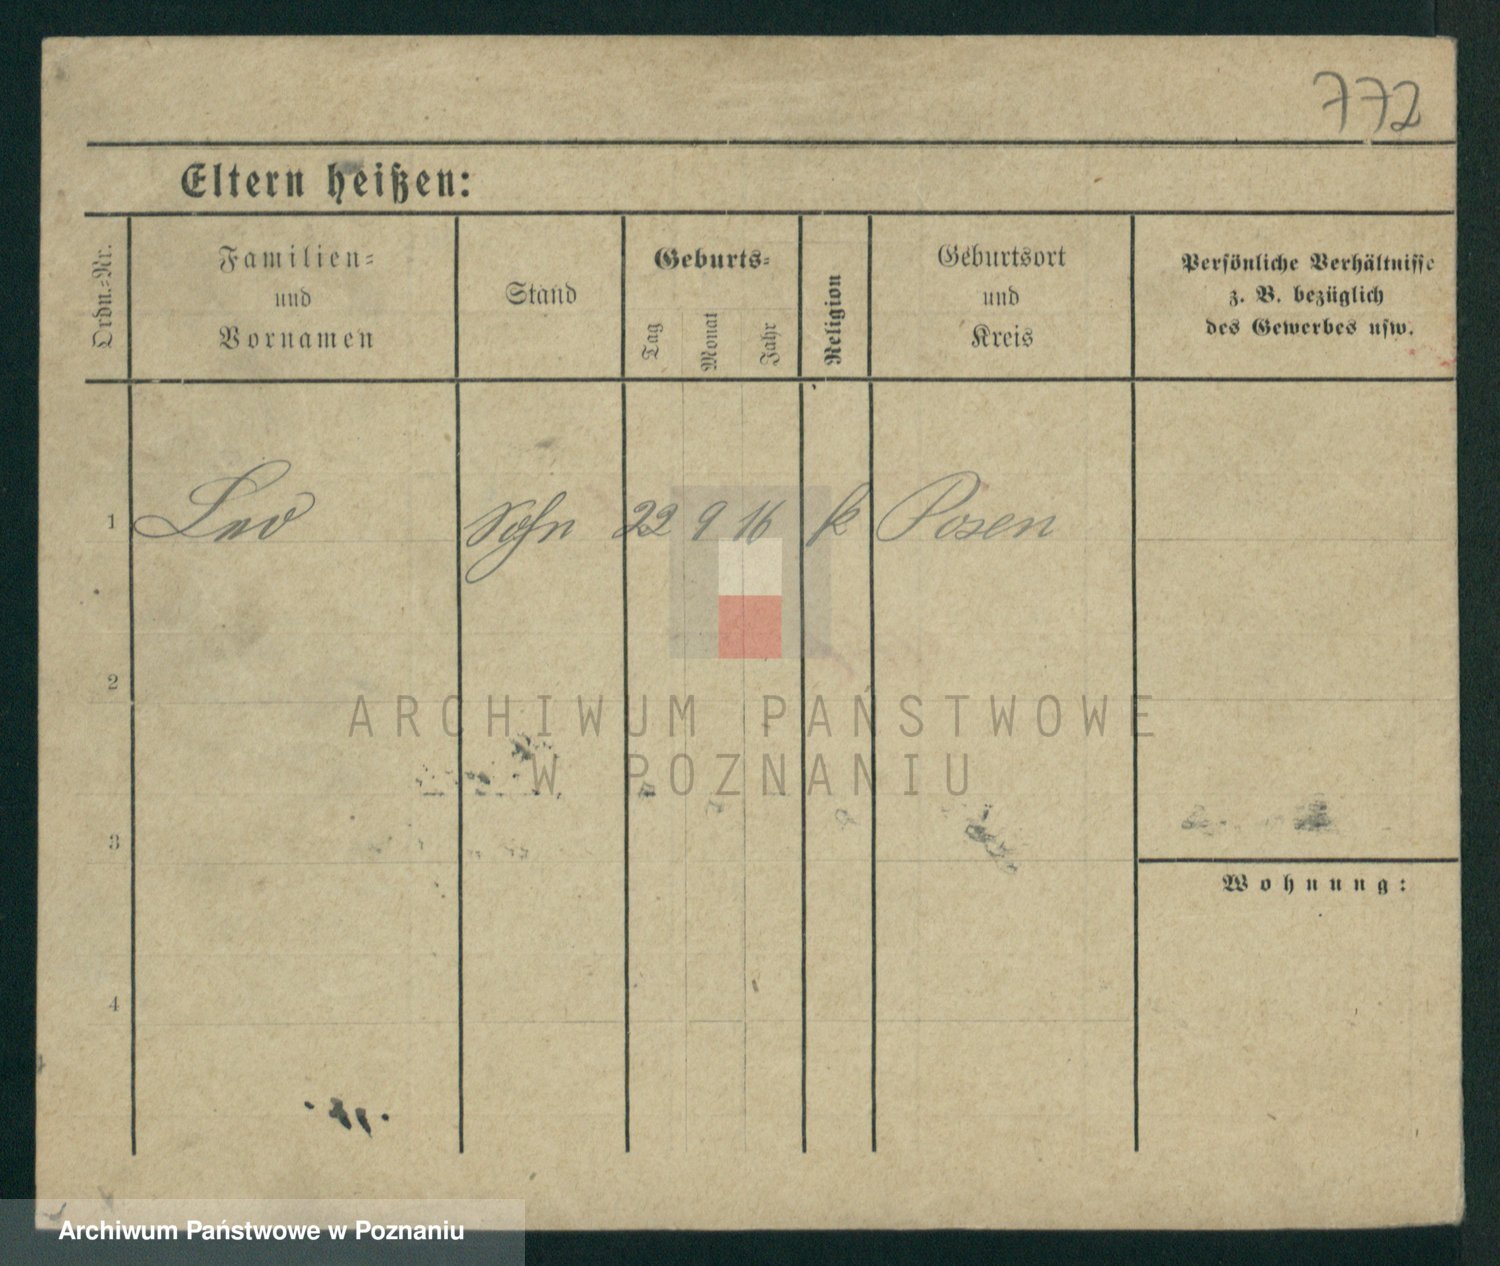 772
Eltern heißen:
Ordn.-Nr.
Familien-
und
Vornamen
Stand
Geburts-
Tag
Monat
Jahr
Religion
Geburtsort
und
Kreis
Persönliche Verhältnisse
z. B. bezüglich
des Gewerbes usw.
1 Leo Sohn 22 9 16 k Posen
2
ARCHIWUM PAŃSTWOWE
W POZNANIU
3
Wohnung:
4
Archiwum Państwowe w Poznaniu